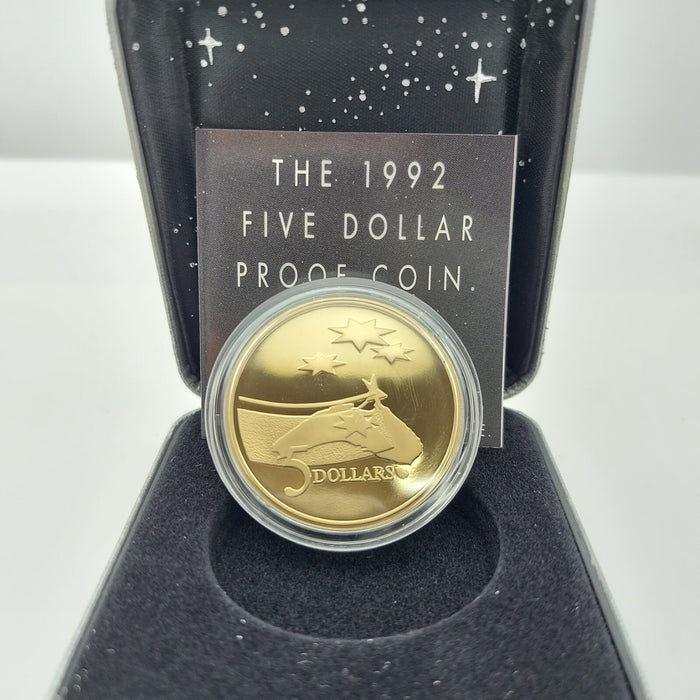 THE 1992
FIVE DOLLAR
PROOF COIN.
5 DOLLARS